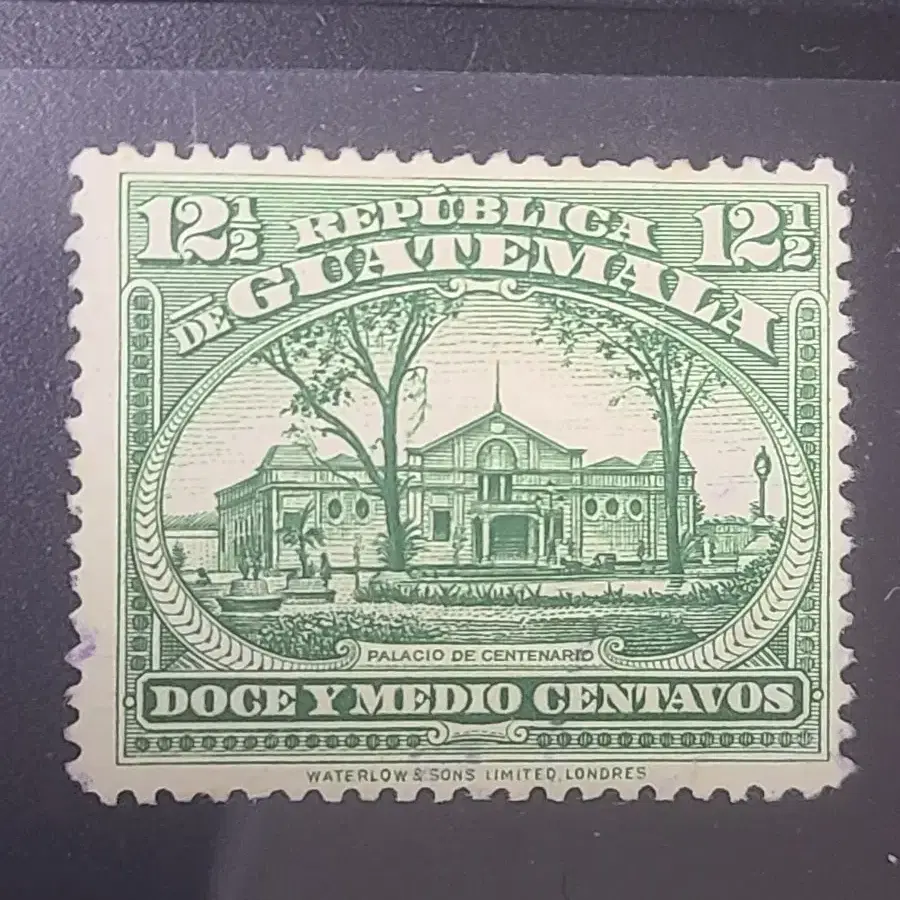 12½ REPÚBLICA 12½
DE GUATEMALA
PALACIO DE CENTENARIO
DOCE Y MEDIO CENTAVOS
WATERLOW & SONS LIMITED, LONDRES